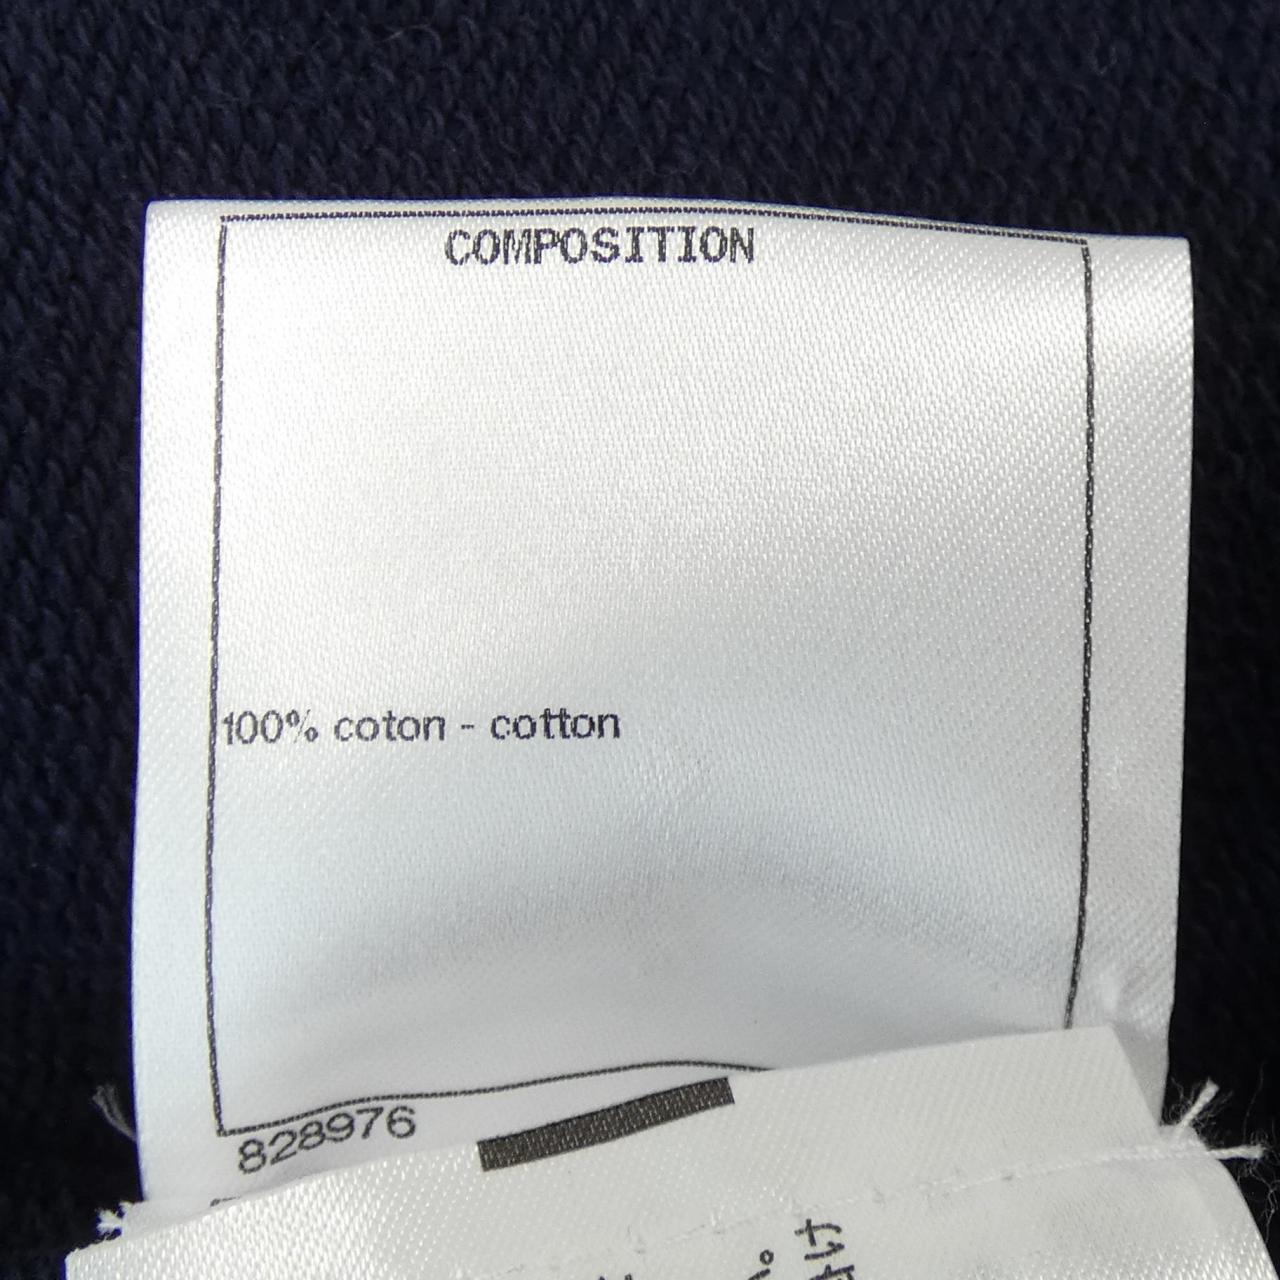 COMPOSITION
100% coton - cotton
828976